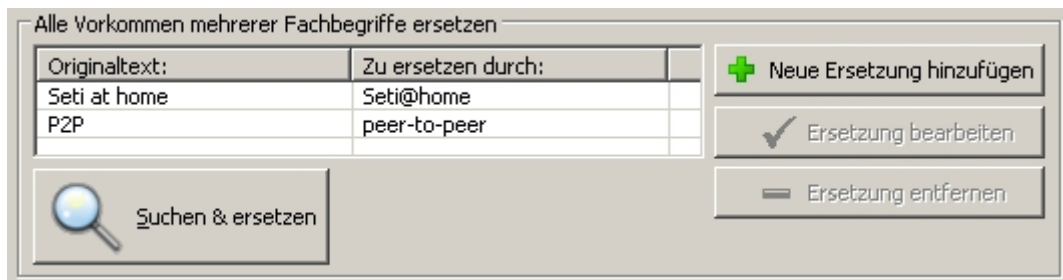 Alle Vorkommen mehrerer Fachbegriffe ersetzen
Originaltext: Zu ersetzen durch:
Seti at home Seti@home
P2P peer-to-peer
Neue Ersetzung hinzufügen
Ersetzung bearbeiten
Ersetzung entfernen
Suchen & ersetzen